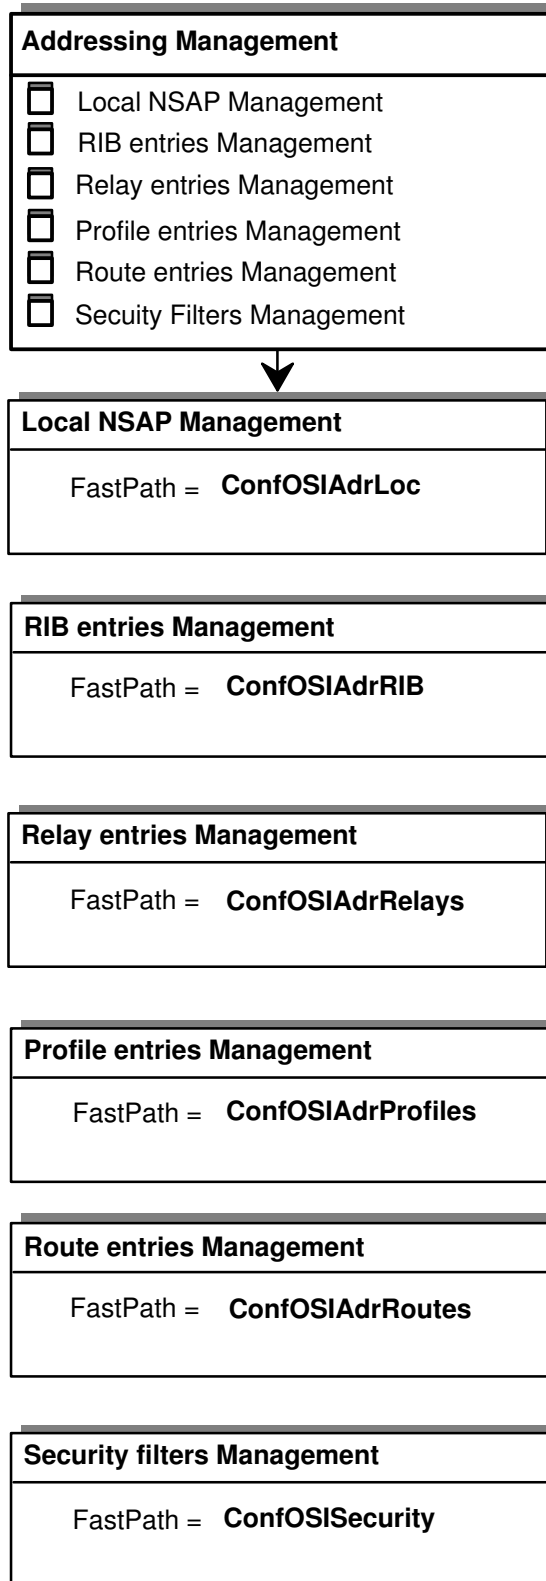 Addressing Management
Local NSAP Management
RIB entries Management
Relay entries Management
Profile entries Management
Route entries Management
Secuity Filters Management
Local NSAP Management
FastPath = ConfOSIAdrLoc
RIB entries Management
FastPath = ConfOSIAdrRIB
Relay entries Management
FastPath = ConfOSIAdrRelays
Profile entries Management
FastPath = ConfOSIAdrProfiles
Route entries Management
FastPath = ConfOSIAdrRoutes
Security filters Management
FastPath = ConfOSISecurity